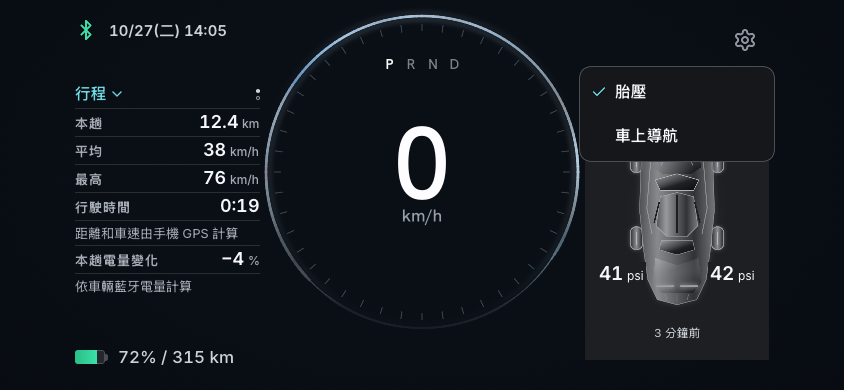 10/27(二) 14:05
P R N D
行程
本趟 12.4 km
平均 38 km/h
最高 76 km/h
行駛時間 0:19
距離和車速由手機 GPS 計算
本趟電量變化 −4 %
依車輛藍牙電量計算
72% / 315 km
0
km/h
胎壓
車上導航
41 psi 42 psi
3 分鐘前